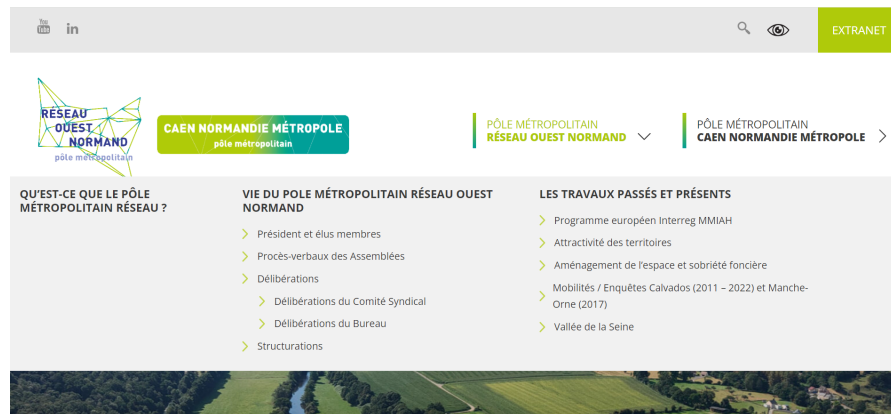 You
Tube
in
EXTRANET
RÉSEAU
OUEST
NORMAND
pôle métropolitain
CAEN NORMANDIE MÉTROPOLE
pôle métropolitain
PÔLE MÉTROPOLITAIN
RÉSEAU OUEST NORMAND
PÔLE MÉTROPOLITAIN
CAEN NORMANDIE MÉTROPOLE
QU'EST-CE QUE LE PÔLE
MÉTROPOLITAIN RÉSEAU ?
VIE DU POLE MÉTROPOLITAIN RÉSEAU OUEST
NORMAND
Président et élus membres
Procès-verbaux des Assemblées
Délibérations
Délibérations du Comité Syndical
Délibérations du Bureau
Structurations
LES TRAVAUX PASSÉS ET PRÉSENTS
Programme européen Interreg MMIAH
Attractivité des territoires
Aménagement de l'espace et sobriété foncière
Mobilités / Enquêtes Calvados (2011 – 2022) et Manche-
Orne (2017)
Vallée de la Seine